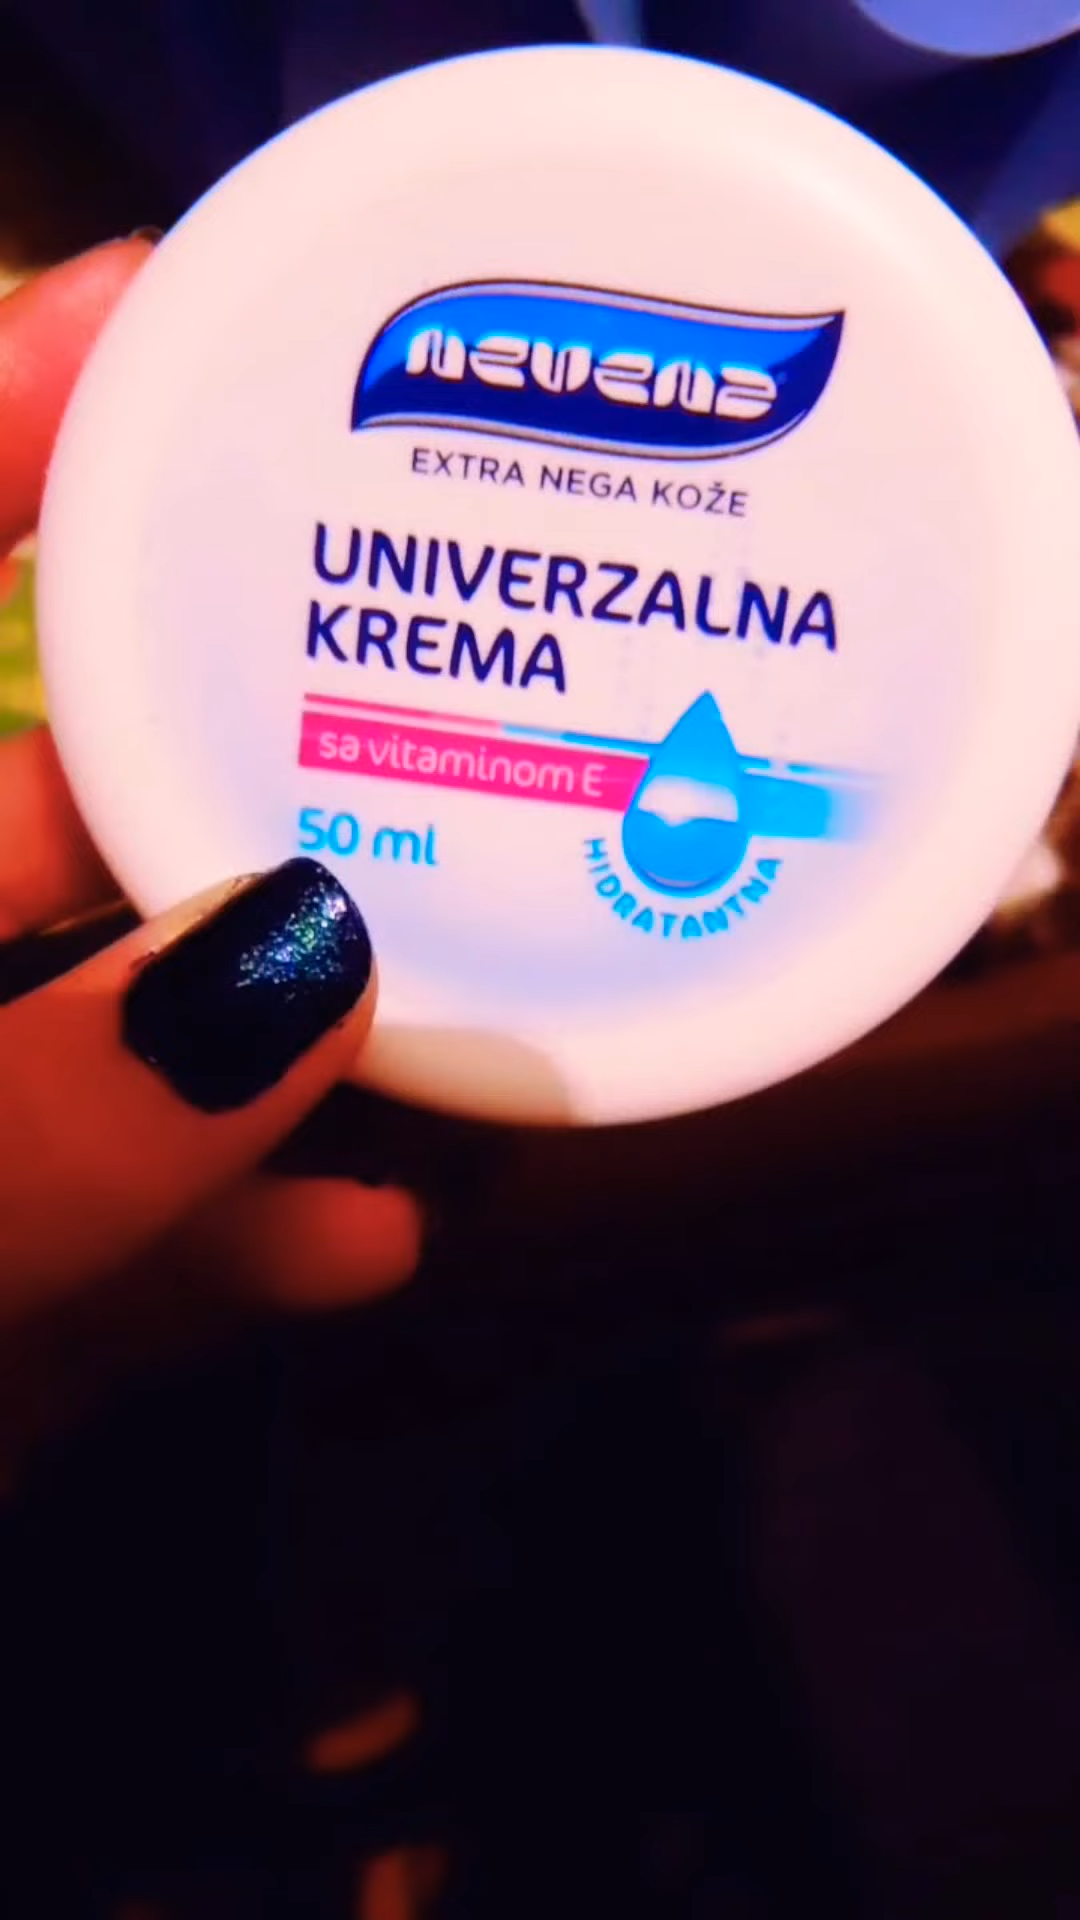 NEVENA
EXTRA NEGA KOŽE
UNIVERZALNA
KREMA
sa vitaminom E
50 ml
HIDRATANTNA